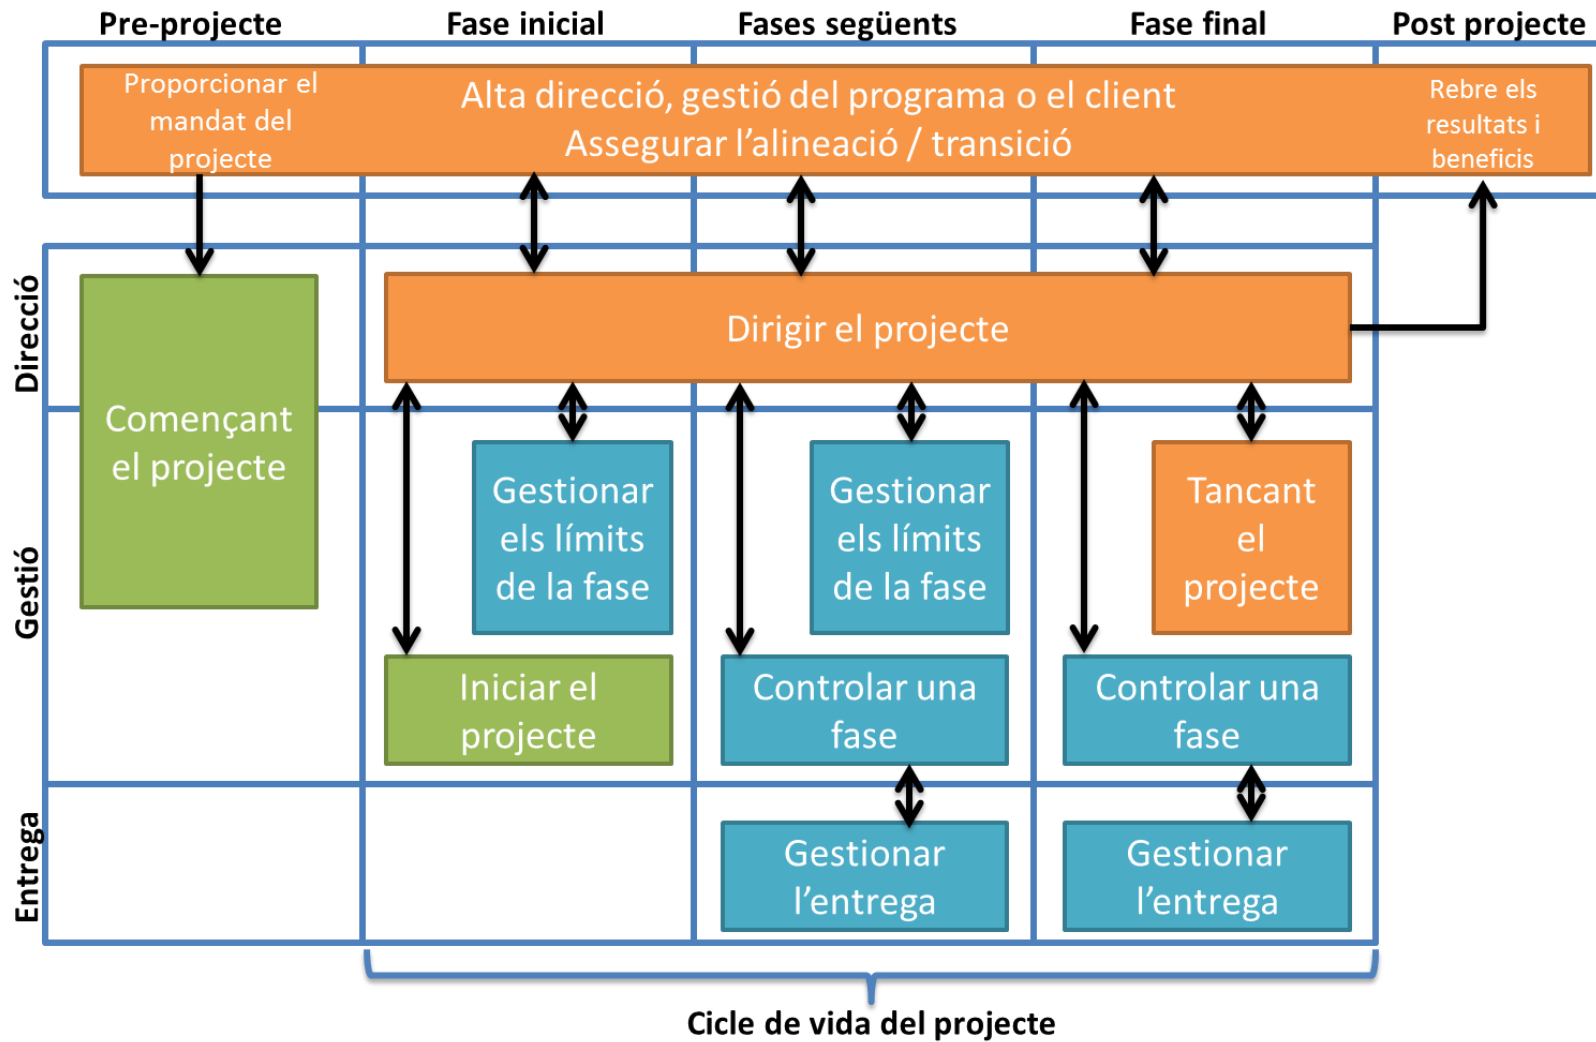 Pre-projecte
Fase inicial
Fases següents
Fase final
Post projecte
Proporcionar el
mandat del
projecte
Alta direcció, gestió del programa o el client
Assegurar l’alineació / transició
Rebre els
resultats i
beneficis
Direcció
Començant
el projecte
Dirigir el projecte
Gestió
Gestionar
els límits
de la fase
Gestionar
els límits
de la fase
Tancant
el
projecte
Iniciar el
projecte
Controlar una
fase
Controlar una
fase
Entrega
Gestionar
l’entrega
Gestionar
l’entrega
Cicle de vida del projecte